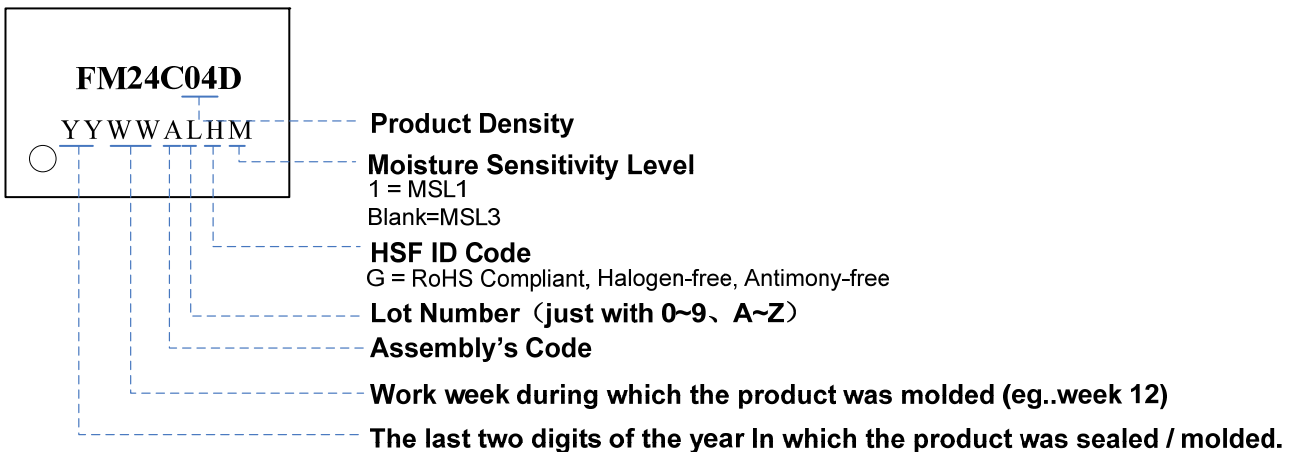 FM24C04D
YYWWALHM
Product Density
Moisture Sensitivity Level
1 = MSL1
Blank=MSL3
HSF ID Code
G = RoHS Compliant, Halogen-free, Antimony-free
Lot Number（just with 0~9、A~Z）
Assembly's Code
Work week during which the product was molded (eg..week 12)
The last two digits of the year In which the product was sealed / molded.